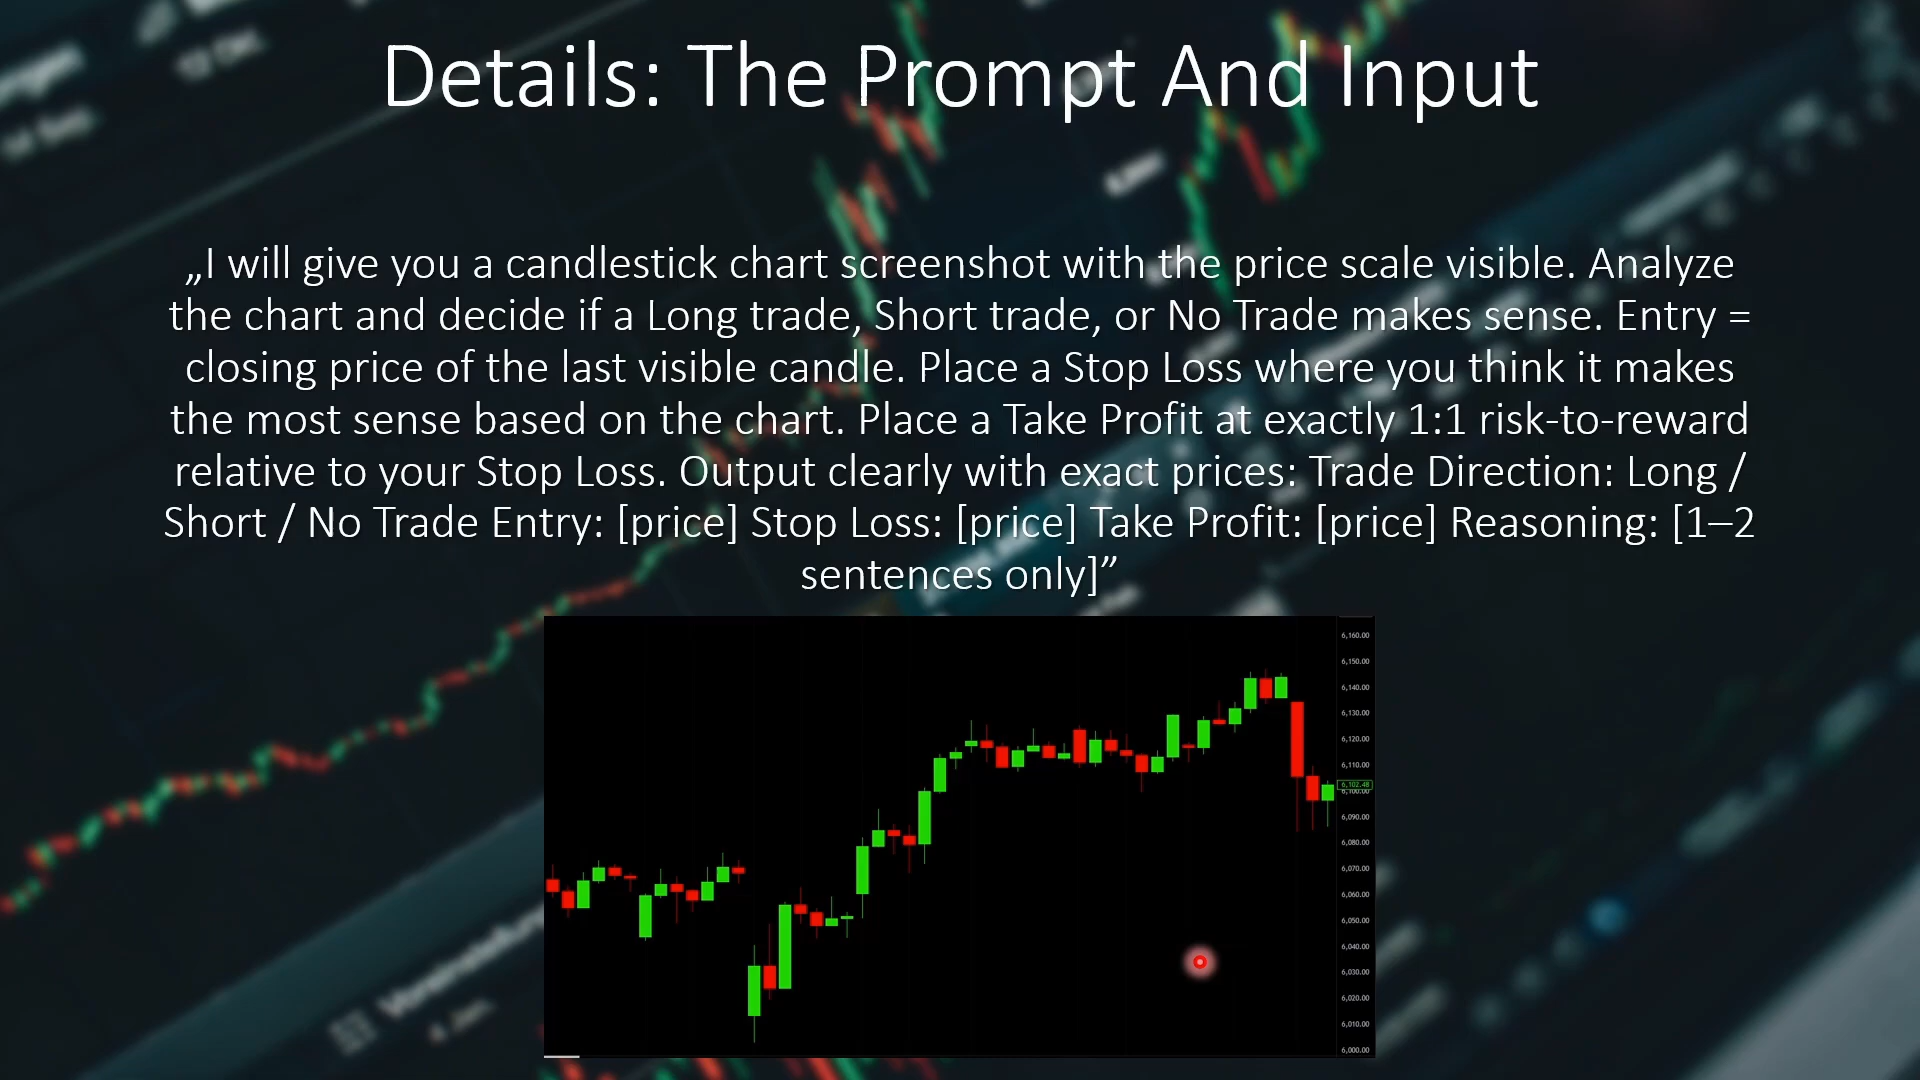 Details: The Prompt And Input
„I will give you a candlestick chart screenshot with the price scale visible. Analyze
the chart and decide if a Long trade, Short trade, or No Trade makes sense. Entry =
closing price of the last visible candle. Place a Stop Loss where you think it makes
the most sense based on the chart. Place a Take Profit at exactly 1:1 risk-to-reward
relative to your Stop Loss. Output clearly with exact prices: Trade Direction: Long /
Short / No Trade Entry: [price] Stop Loss: [price] Take Profit: [price] Reasoning: [1–2
sentences only]”
6,160.00
6,150.00
6,140.00
6,130.00
6,120.00
6,110.00
6,102.48
6,100.00
6,090.00
6,080.00
6,070.00
6,060.00
6,050.00
6,040.00
6,030.00
6,020.00
6,010.00
6,000.00
12 Dec.
4 Jan.